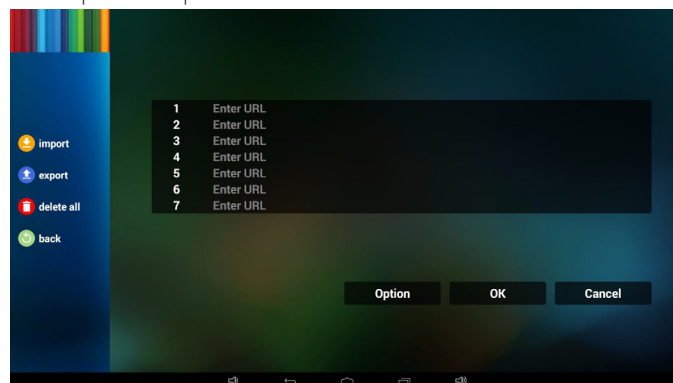 import
export
delete all
back
1 Enter URL
2 Enter URL
3 Enter URL
4 Enter URL
5 Enter URL
6 Enter URL
7 Enter URL
Option OK Cancel